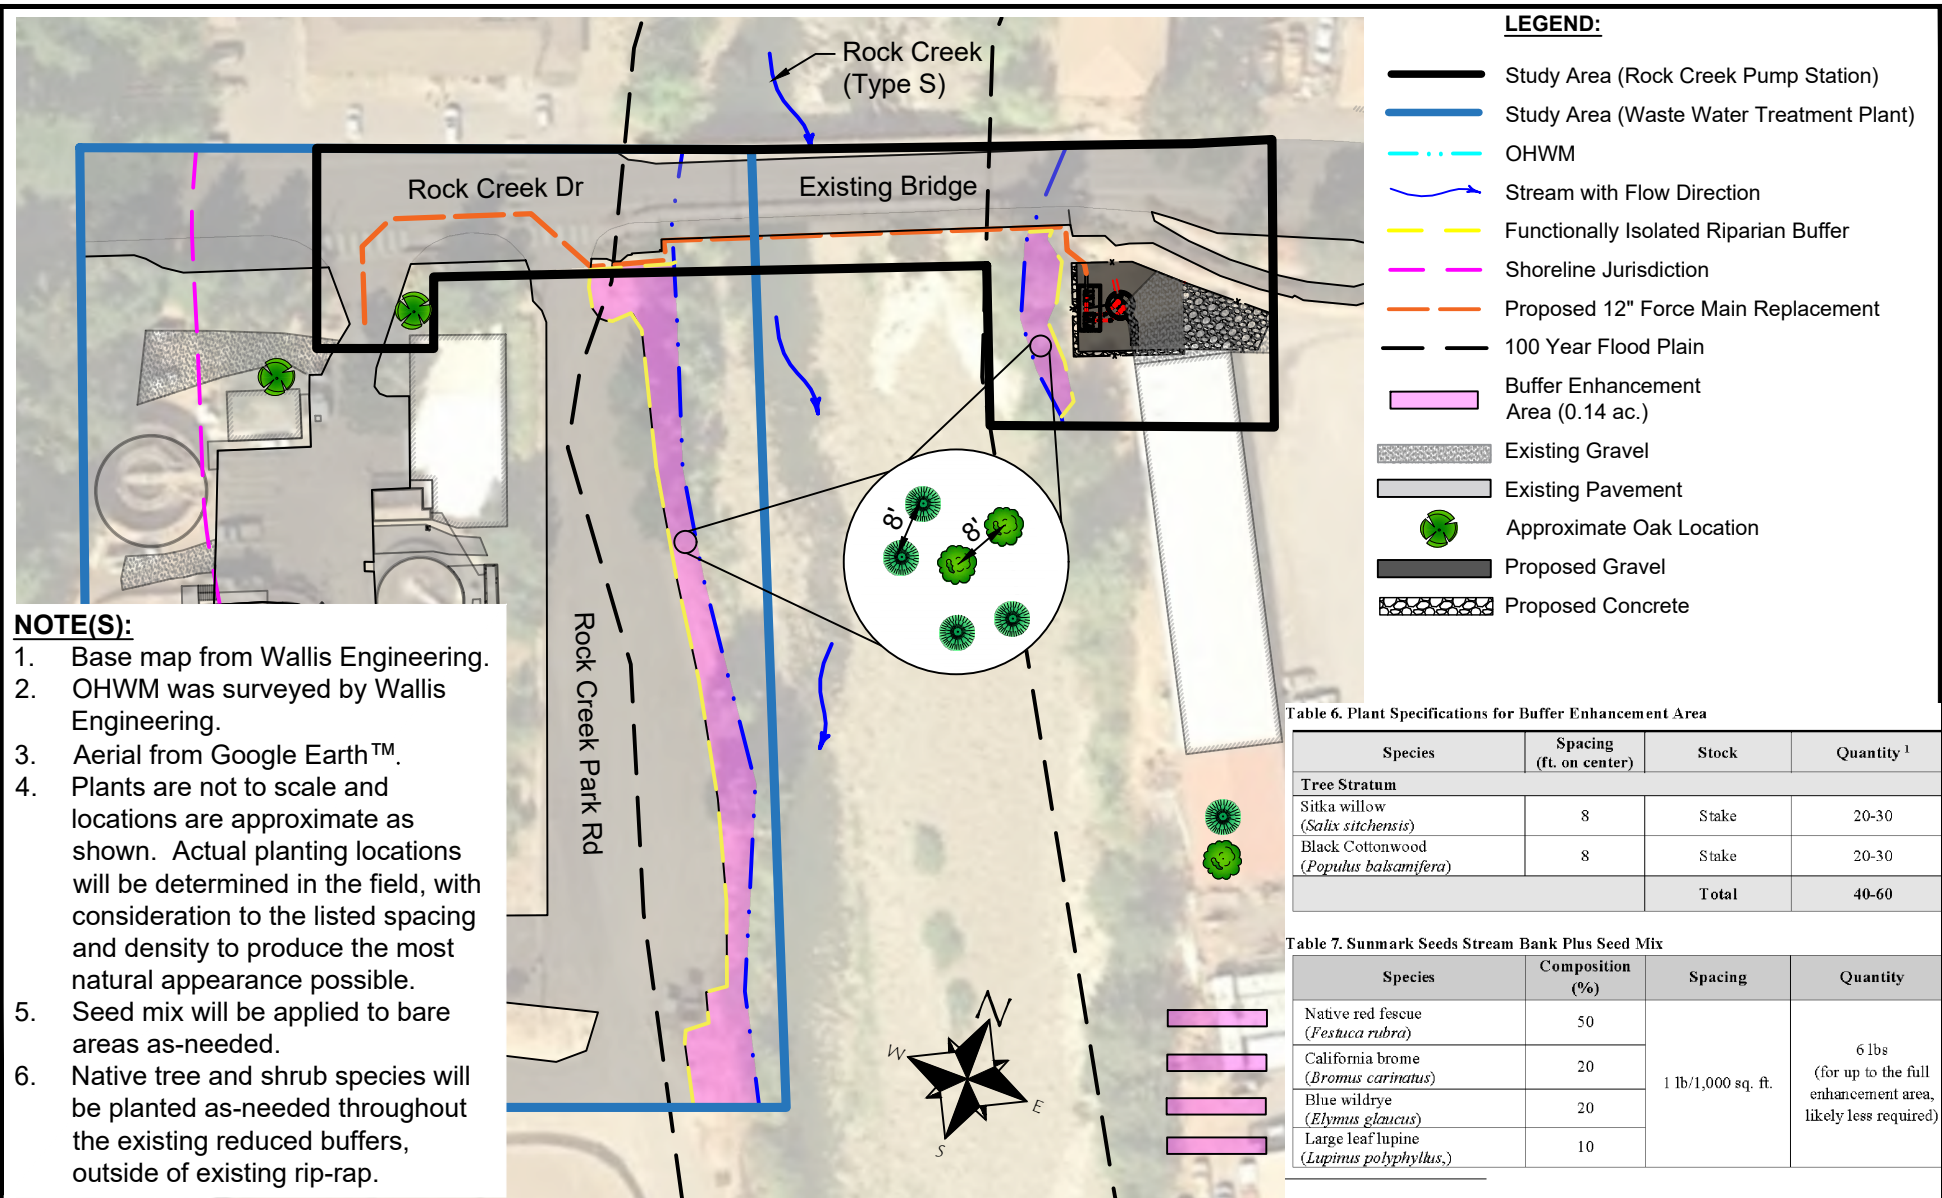 Rock Creek
(Type S)
Rock Creek Dr
Existing Bridge
8'
8'
Rock Creek Park Rd
N
W
E
S
LEGEND:
Study Area (Rock Creek Pump Station)
Study Area (Waste Water Treatment Plant)
OHWM
Stream with Flow Direction
Functionally Isolated Riparian Buffer
Shoreline Jurisdiction
Proposed 12" Force Main Replacement
100 Year Flood Plain
Buffer Enhancement
Area (0.14 ac.)
Existing Gravel
Existing Pavement
Approximate Oak Location
Proposed Gravel
Proposed Concrete
NOTE(S):
1. Base map from Wallis Engineering.
2. OHWM was surveyed by Wallis
Engineering.
3. Aerial from Google Earth™.
4. Plants are not to scale and
locations are approximate as
shown. Actual planting locations
will be determined in the field, with
consideration to the listed spacing
and density to produce the most
natural appearance possible.
5. Seed mix will be applied to bare
areas as-needed.
6. Native tree and shrub species will
be planted as-needed throughout
the existing reduced buffers,
outside of existing rip-rap.
Table 6. Plant Specifications for Buffer Enhancement Area
Species Spacing (ft. on center) Stock Quantity 1
Tree Stratum
Sitka willow
(Salix sitchensis) 8 Stake 20-30
Black Cottonwood
(Populus balsamifera) 8 Stake 20-30
Total 40-60
Table 7. Sunmark Seeds Stream Bank Plus Seed Mix
Species Composition (%) Spacing Quantity
Native red fescue
(Festuca rubra) 50
California brome
(Bromus carinatus) 20
Blue wildrye
(Elymus glaucus) 20
Large leaf lupine
(Lupinus polyphyllus,) 10
1 lb/1,000 sq. ft.
6 lbs
(for up to the full
enhancement area,
likely less required)